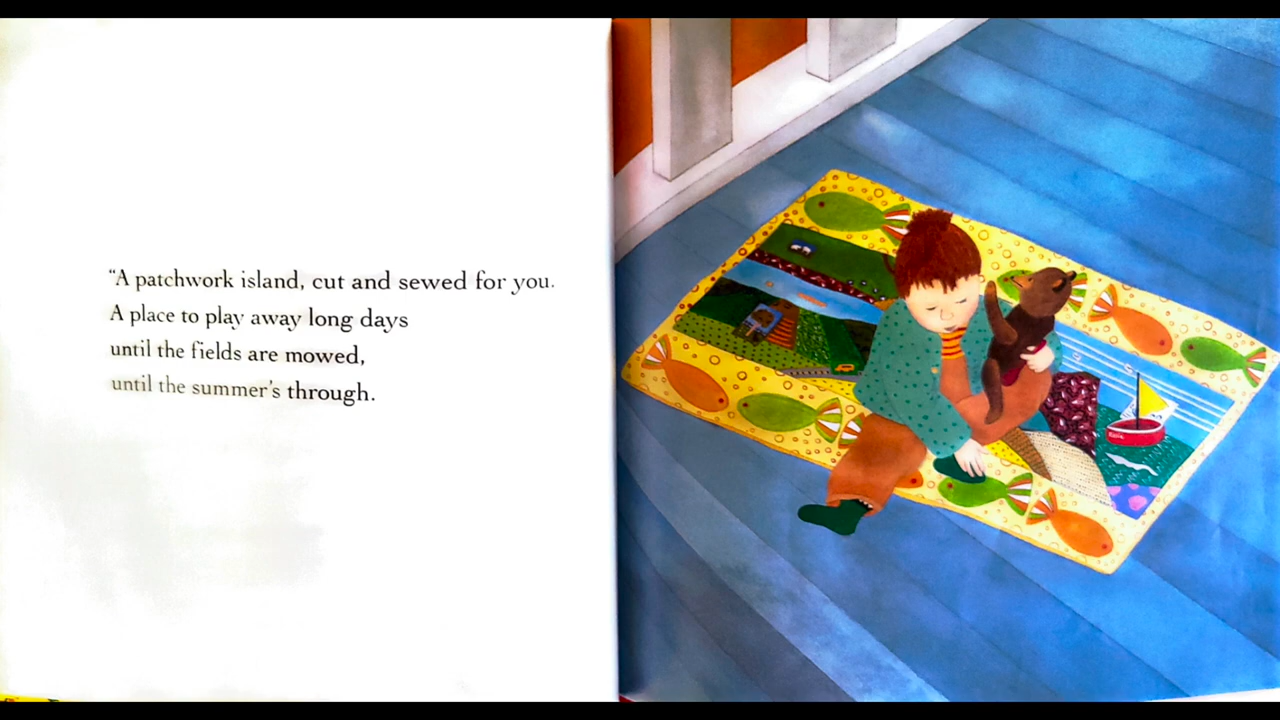 “A patchwork island, cut and sewed for you.
A place to play away long days
until the fields are mowed,
until the summer’s through.